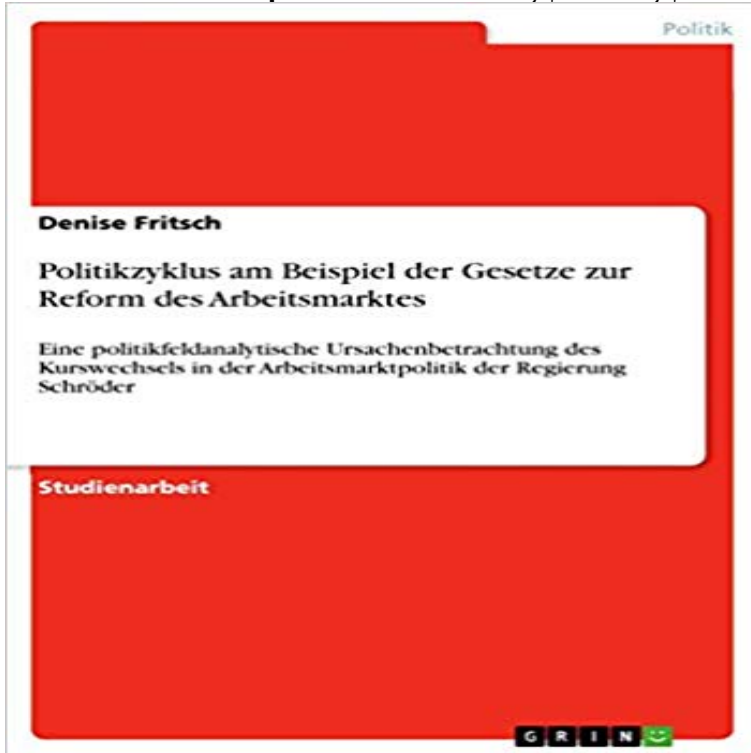 Politik
Denise Fritsch
Politikzyklus am Beispiel der Gesetze zur
Reform des Arbeitsmarktes
Eine politikfeldanalytische Ursachenbetrachtung des
Kurswechsels in der Arbeitsmarktpolitik der Regierung
Schröder
Studienarbeit
GRIN